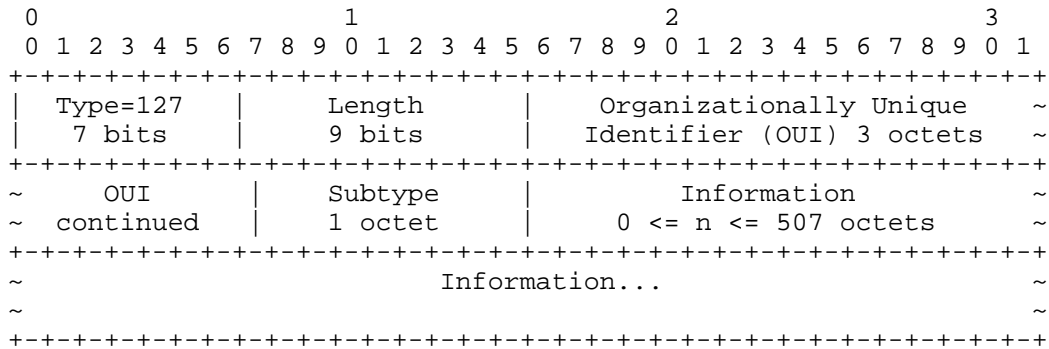 0                   1                   2                   3
0 1 2 3 4 5 6 7 8 9 0 1 2 3 4 5 6 7 8 9 0 1 2 3 4 5 6 7 8 9 0 1
+-+-+-+-+-+-+-+-+-+-+-+-+-+-+-+-+-+-+-+-+-+-+-+-+-+-+-+-+-+-+-+-+
|  Type=127   |     Length      |    Organizationally Unique    ~
|   7 bits    |     9 bits      |   Identifier (OUI) 3 octets   ~
+-+-+-+-+-+-+-+-+-+-+-+-+-+-+-+-+-+-+-+-+-+-+-+-+-+-+-+-+-+-+-+-+
~     OUI      |    Subtype     |         Information           ~
~  continued   |    1 octet     |     0 <= n <= 507 octets      ~
+-+-+-+-+-+-+-+-+-+-+-+-+-+-+-+-+-+-+-+-+-+-+-+-+-+-+-+-+-+-+-+-+
~                          Information...                       ~
~                                                               ~
+-+-+-+-+-+-+-+-+-+-+-+-+-+-+-+-+-+-+-+-+-+-+-+-+-+-+-+-+-+-+-+-+